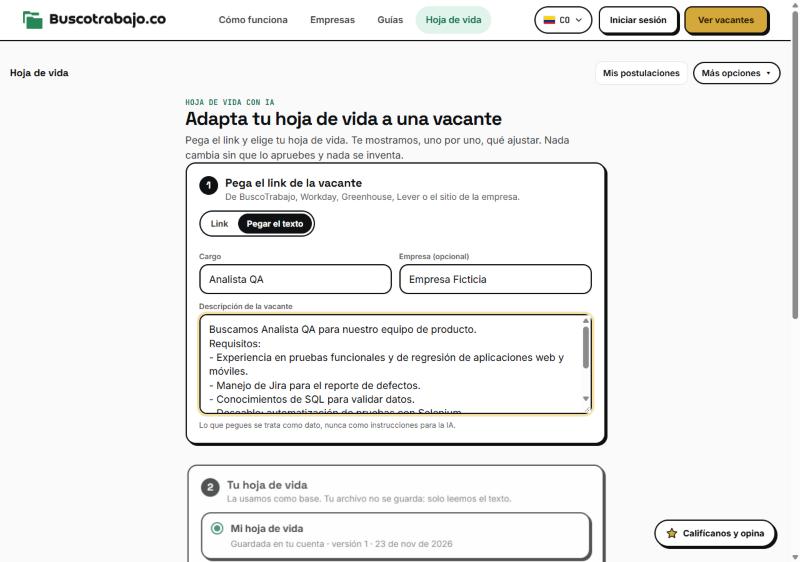 Buscotrabajo.co
Cómo funciona
Empresas
Guías
Hoja de vida
CO
Iniciar sesión
Ver vacantes
Hoja de vida
Mis postulaciones
Más opciones
HOJA DE VIDA CON IA
Adapta tu hoja de vida a una vacante
Pega el link y elige tu hoja de vida. Te mostramos, uno por uno, qué ajustar. Nada
cambia sin que lo apruebes y nada se inventa.
1 Pega el link de la vacante
De BuscoTrabajo, Workday, Greenhouse, Lever o el sitio de la empresa.
Link
Pegar el texto
Cargo
Empresa (opcional)
Analista QA
Empresa Ficticia
Descripción de la vacante
Buscamos Analista QA para nuestro equipo de producto.
Requisitos:
- Experiencia en pruebas funcionales y de regresión de aplicaciones web y
móviles.
- Manejo de Jira para el reporte de defectos.
- Conocimientos de SQL para validar datos.
- Deseable: automatización de pruebas con Selenium
Lo que pegues se trata como dato, nunca como instrucciones para la IA.
2 Tu hoja de vida
La usamos como base. Tu archivo no se guarda: solo leemos el texto.
Mi hoja de vida
Guardada en tu cuenta · versión 1 · 23 de nov de 2026
Califícanos y opina